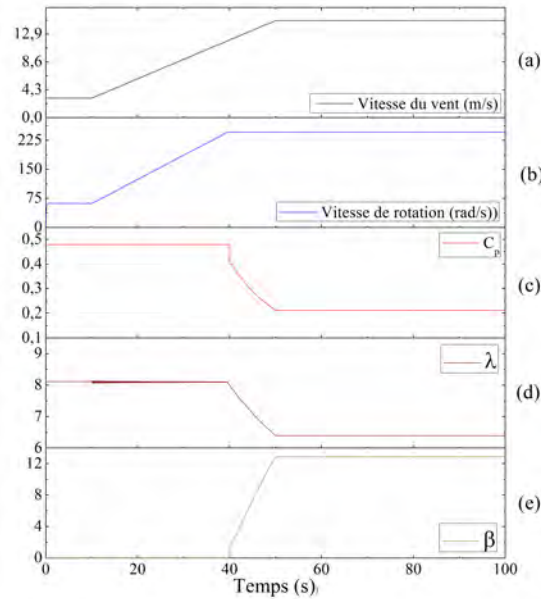 12,9
8,6
4,3
0,0
Vitesse du vent (m/s)
(a)
225
150
75
0
Vitesse de rotation (rad/s))
(b)
0,5
0,4
0,3
0,2
0,1
C_P
(c)
9
8
7
6
λ
(d)
12
8
4
0
β
(e)
0 20 40 60 80 100
Temps (s)